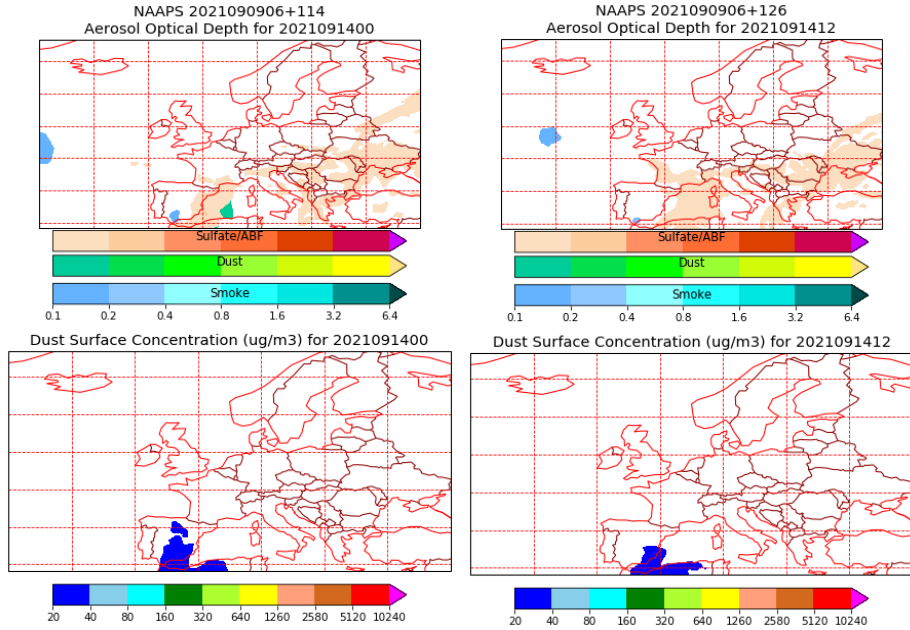 NAAPS 2021090906+114
Aerosol Optical Depth for 2021091400
Sulfate/ABF
Dust
Smoke
0.1 0.2 0.4 0.8 1.6 3.2 6.4
NAAPS 2021090906+126
Aerosol Optical Depth for 2021091412
Sulfate/ABF
Dust
Smoke
0.1 0.2 0.4 0.8 1.6 3.2 6.4
Dust Surface Concentration (ug/m3) for 2021091400
20 40 80 160 320 640 1280 2560 5120 10240
Dust Surface Concentration (ug/m3) for 2021091412
20 40 80 160 320 640 1260 2560 5120 10240